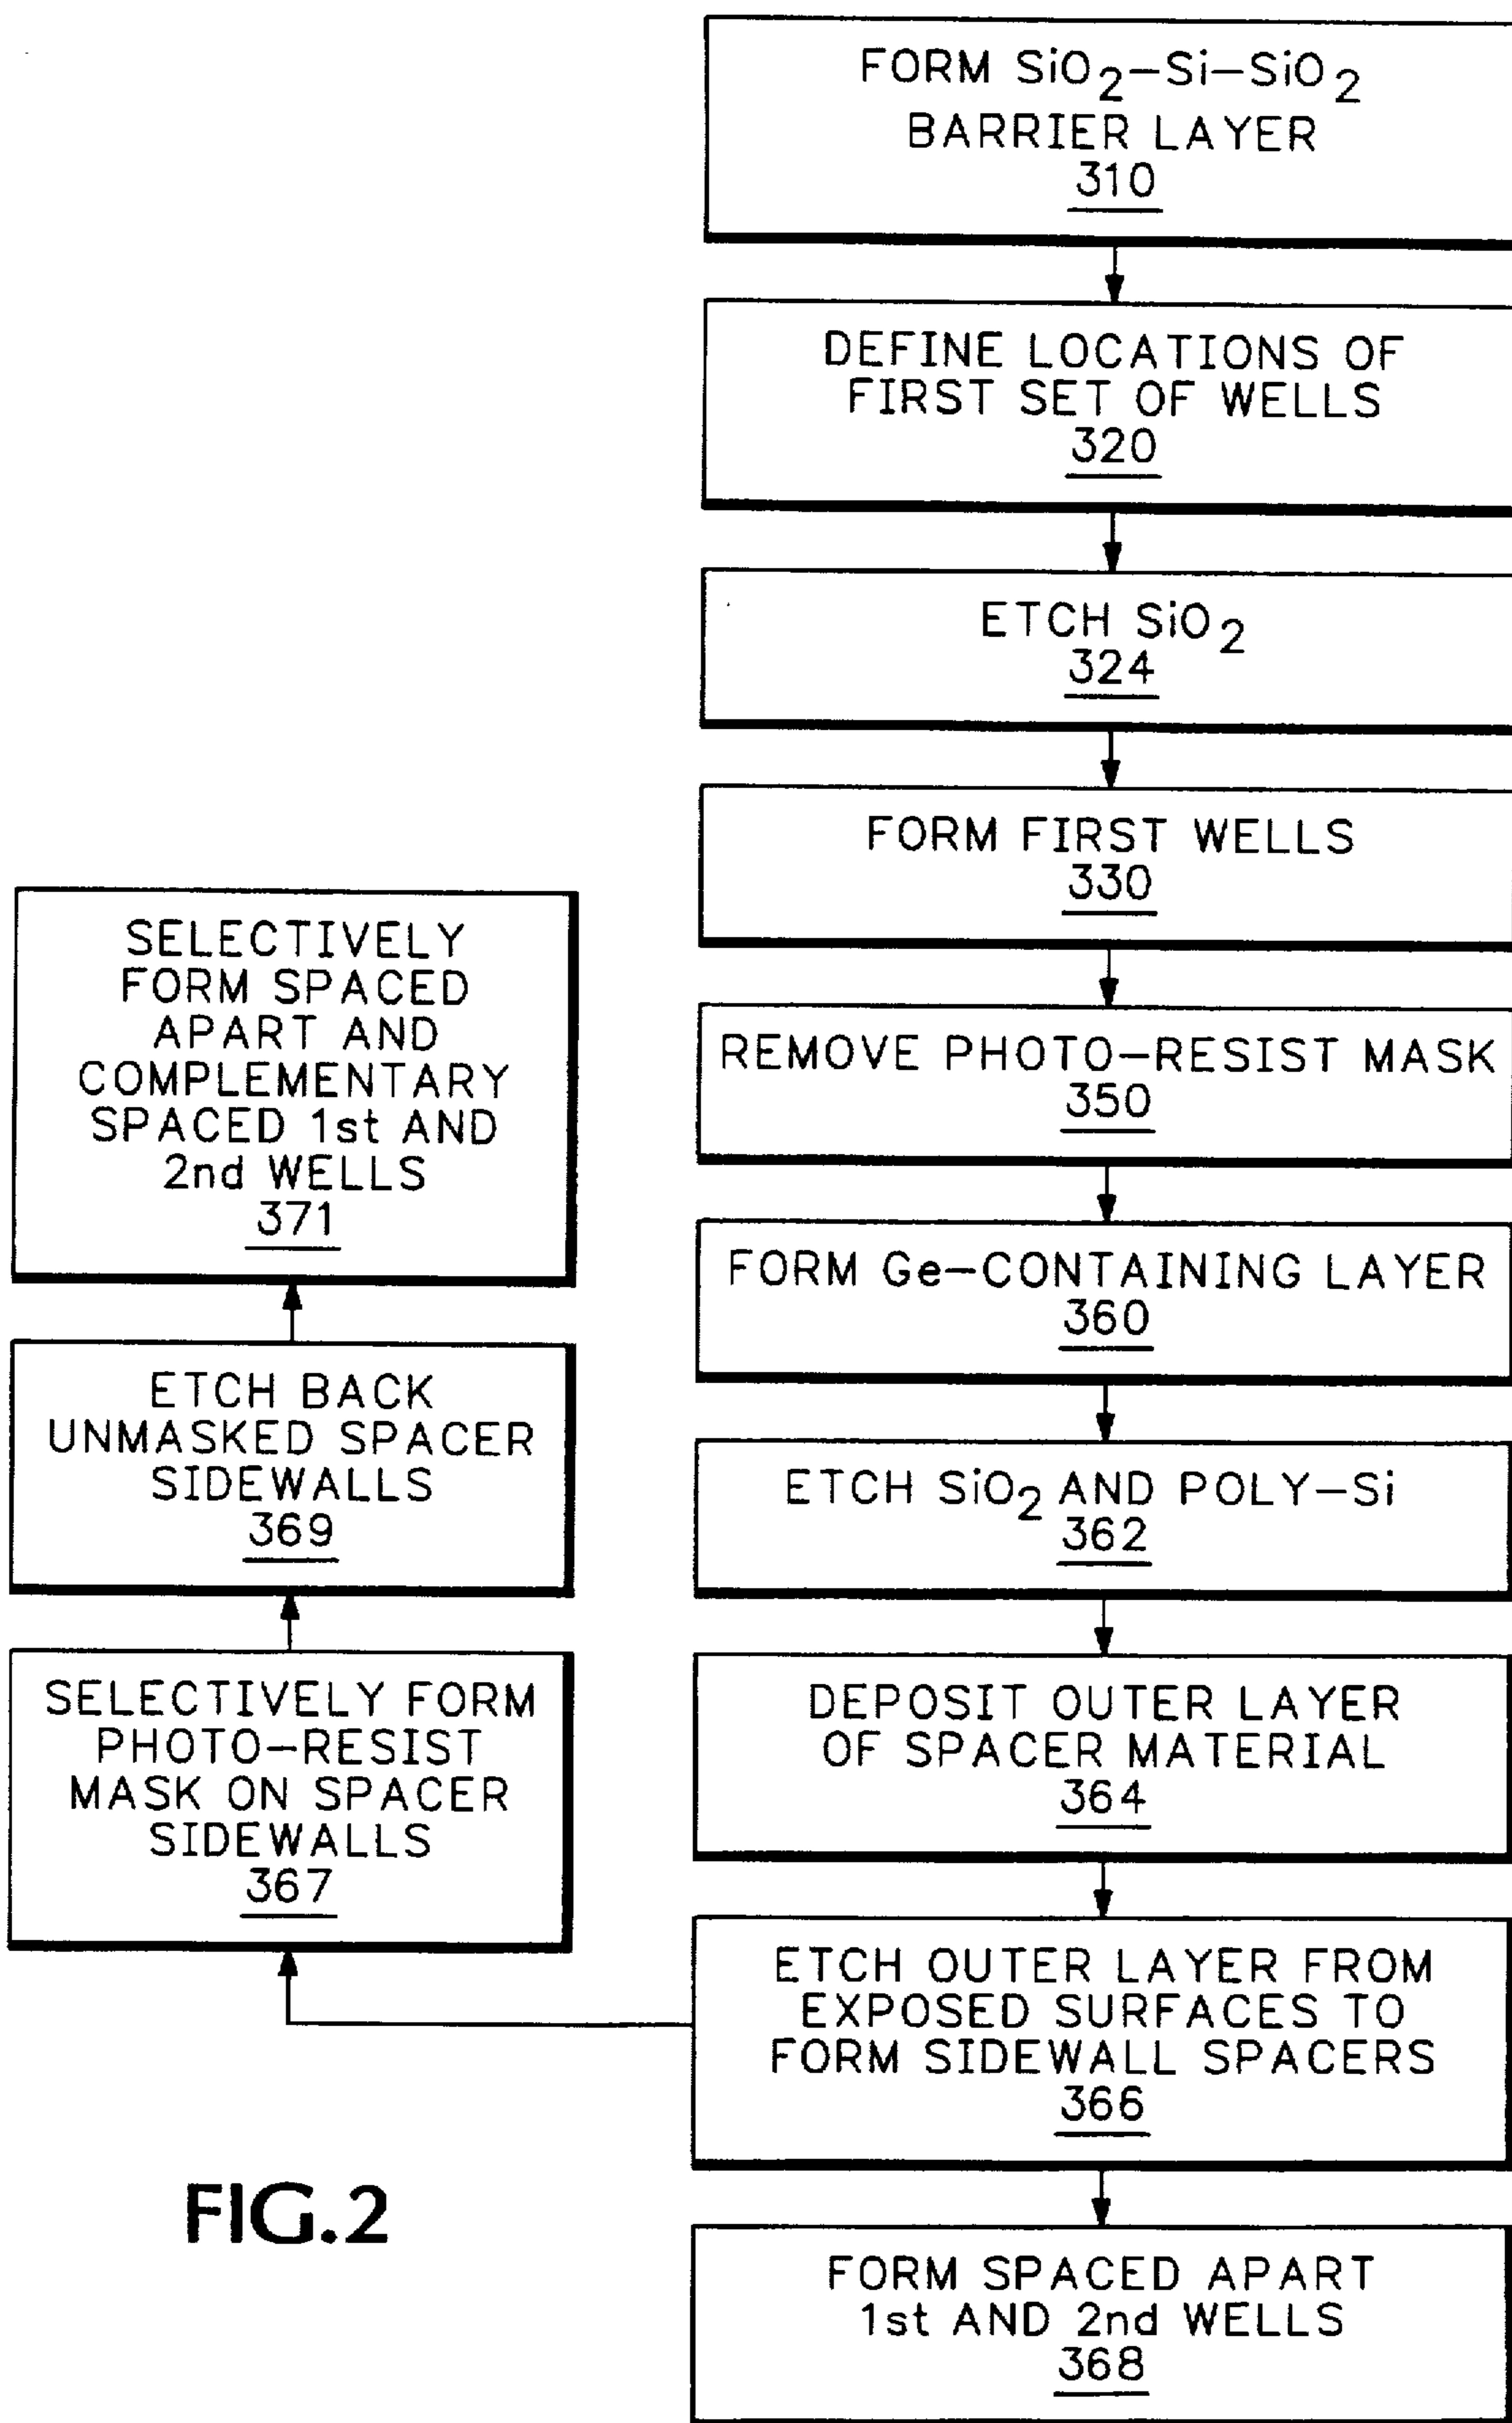 FORM SiO2-Si-SiO2
BARRIER LAYER
310
DEFINE LOCATIONS OF
FIRST SET OF WELLS
320
ETCH SiO2
324
FORM FIRST WELLS
330
REMOVE PHOTO-RESIST MASK
350
FORM Ge-CONTAINING LAYER
360
ETCH SiO2 AND POLY-Si
362
DEPOSIT OUTER LAYER
OF SPACER MATERIAL
364
ETCH OUTER LAYER FROM
EXPOSED SURFACES TO
FORM SIDEWALL SPACERS
366
FORM SPACED APART
1st AND 2nd WELLS
368
SELECTIVELY FORM
PHOTO-RESIST
MASK ON SPACER
SIDEWALLS
367
ETCH BACK
UNMASKED SPACER
SIDEWALLS
369
SELECTIVELY
FORM SPACED
APART AND
COMPLEMENTARY
SPACED 1st AND
2nd WELLS
371
FIG.2